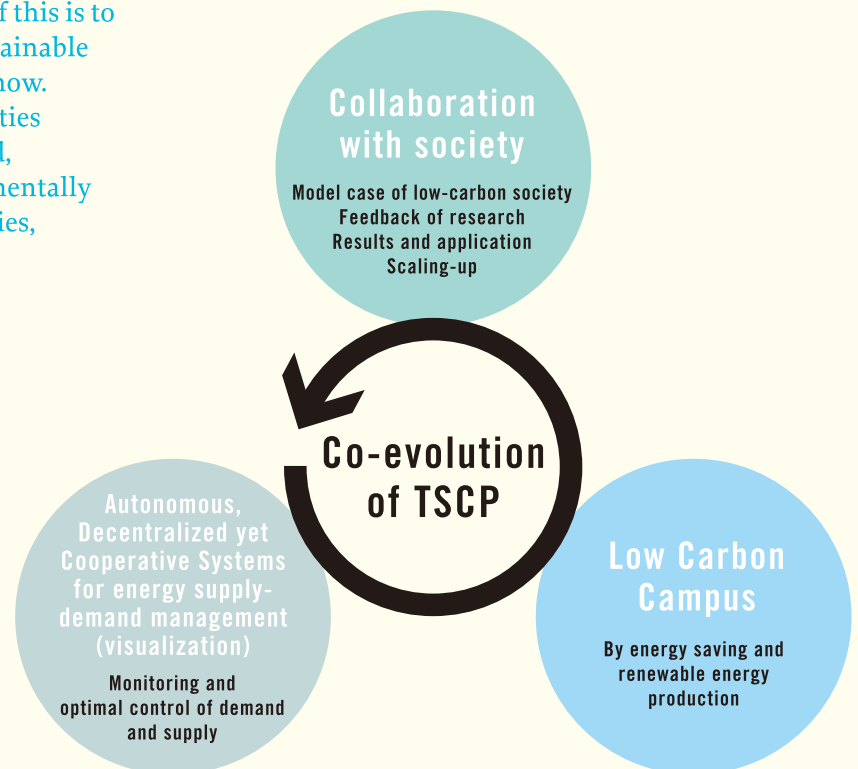 f this is to
ainable
now.
ties
d,
nentally
ies,
Collaboration
with society
Model case of low-carbon society
Feedback of research
Results and application
Scaling-up
Co-evolution
of TSCP
Autonomous,
Decentralized yet
Cooperative Systems
for energy supply-
demand management
(visualization)
Monitoring and
optimal control of demand
and supply
Low Carbon
Campus
By energy saving and
renewable energy
production